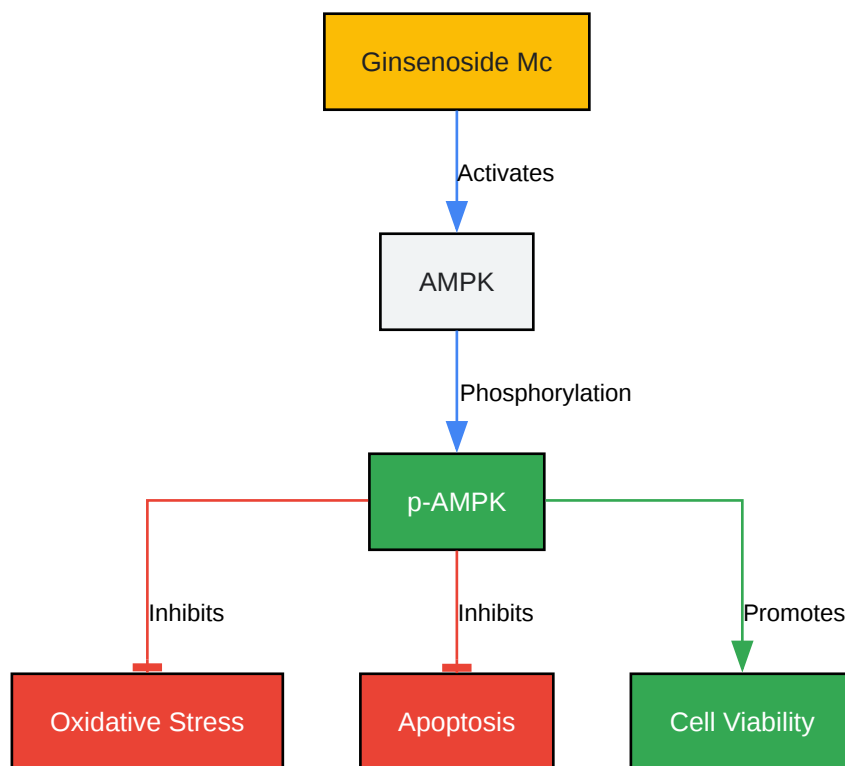 Ginsenoside Mc
Activates
AMPK
Phosphorylation
p-AMPK
Inhibits
Inhibits
Promotes
Oxidative Stress
Apoptosis
Cell Viability